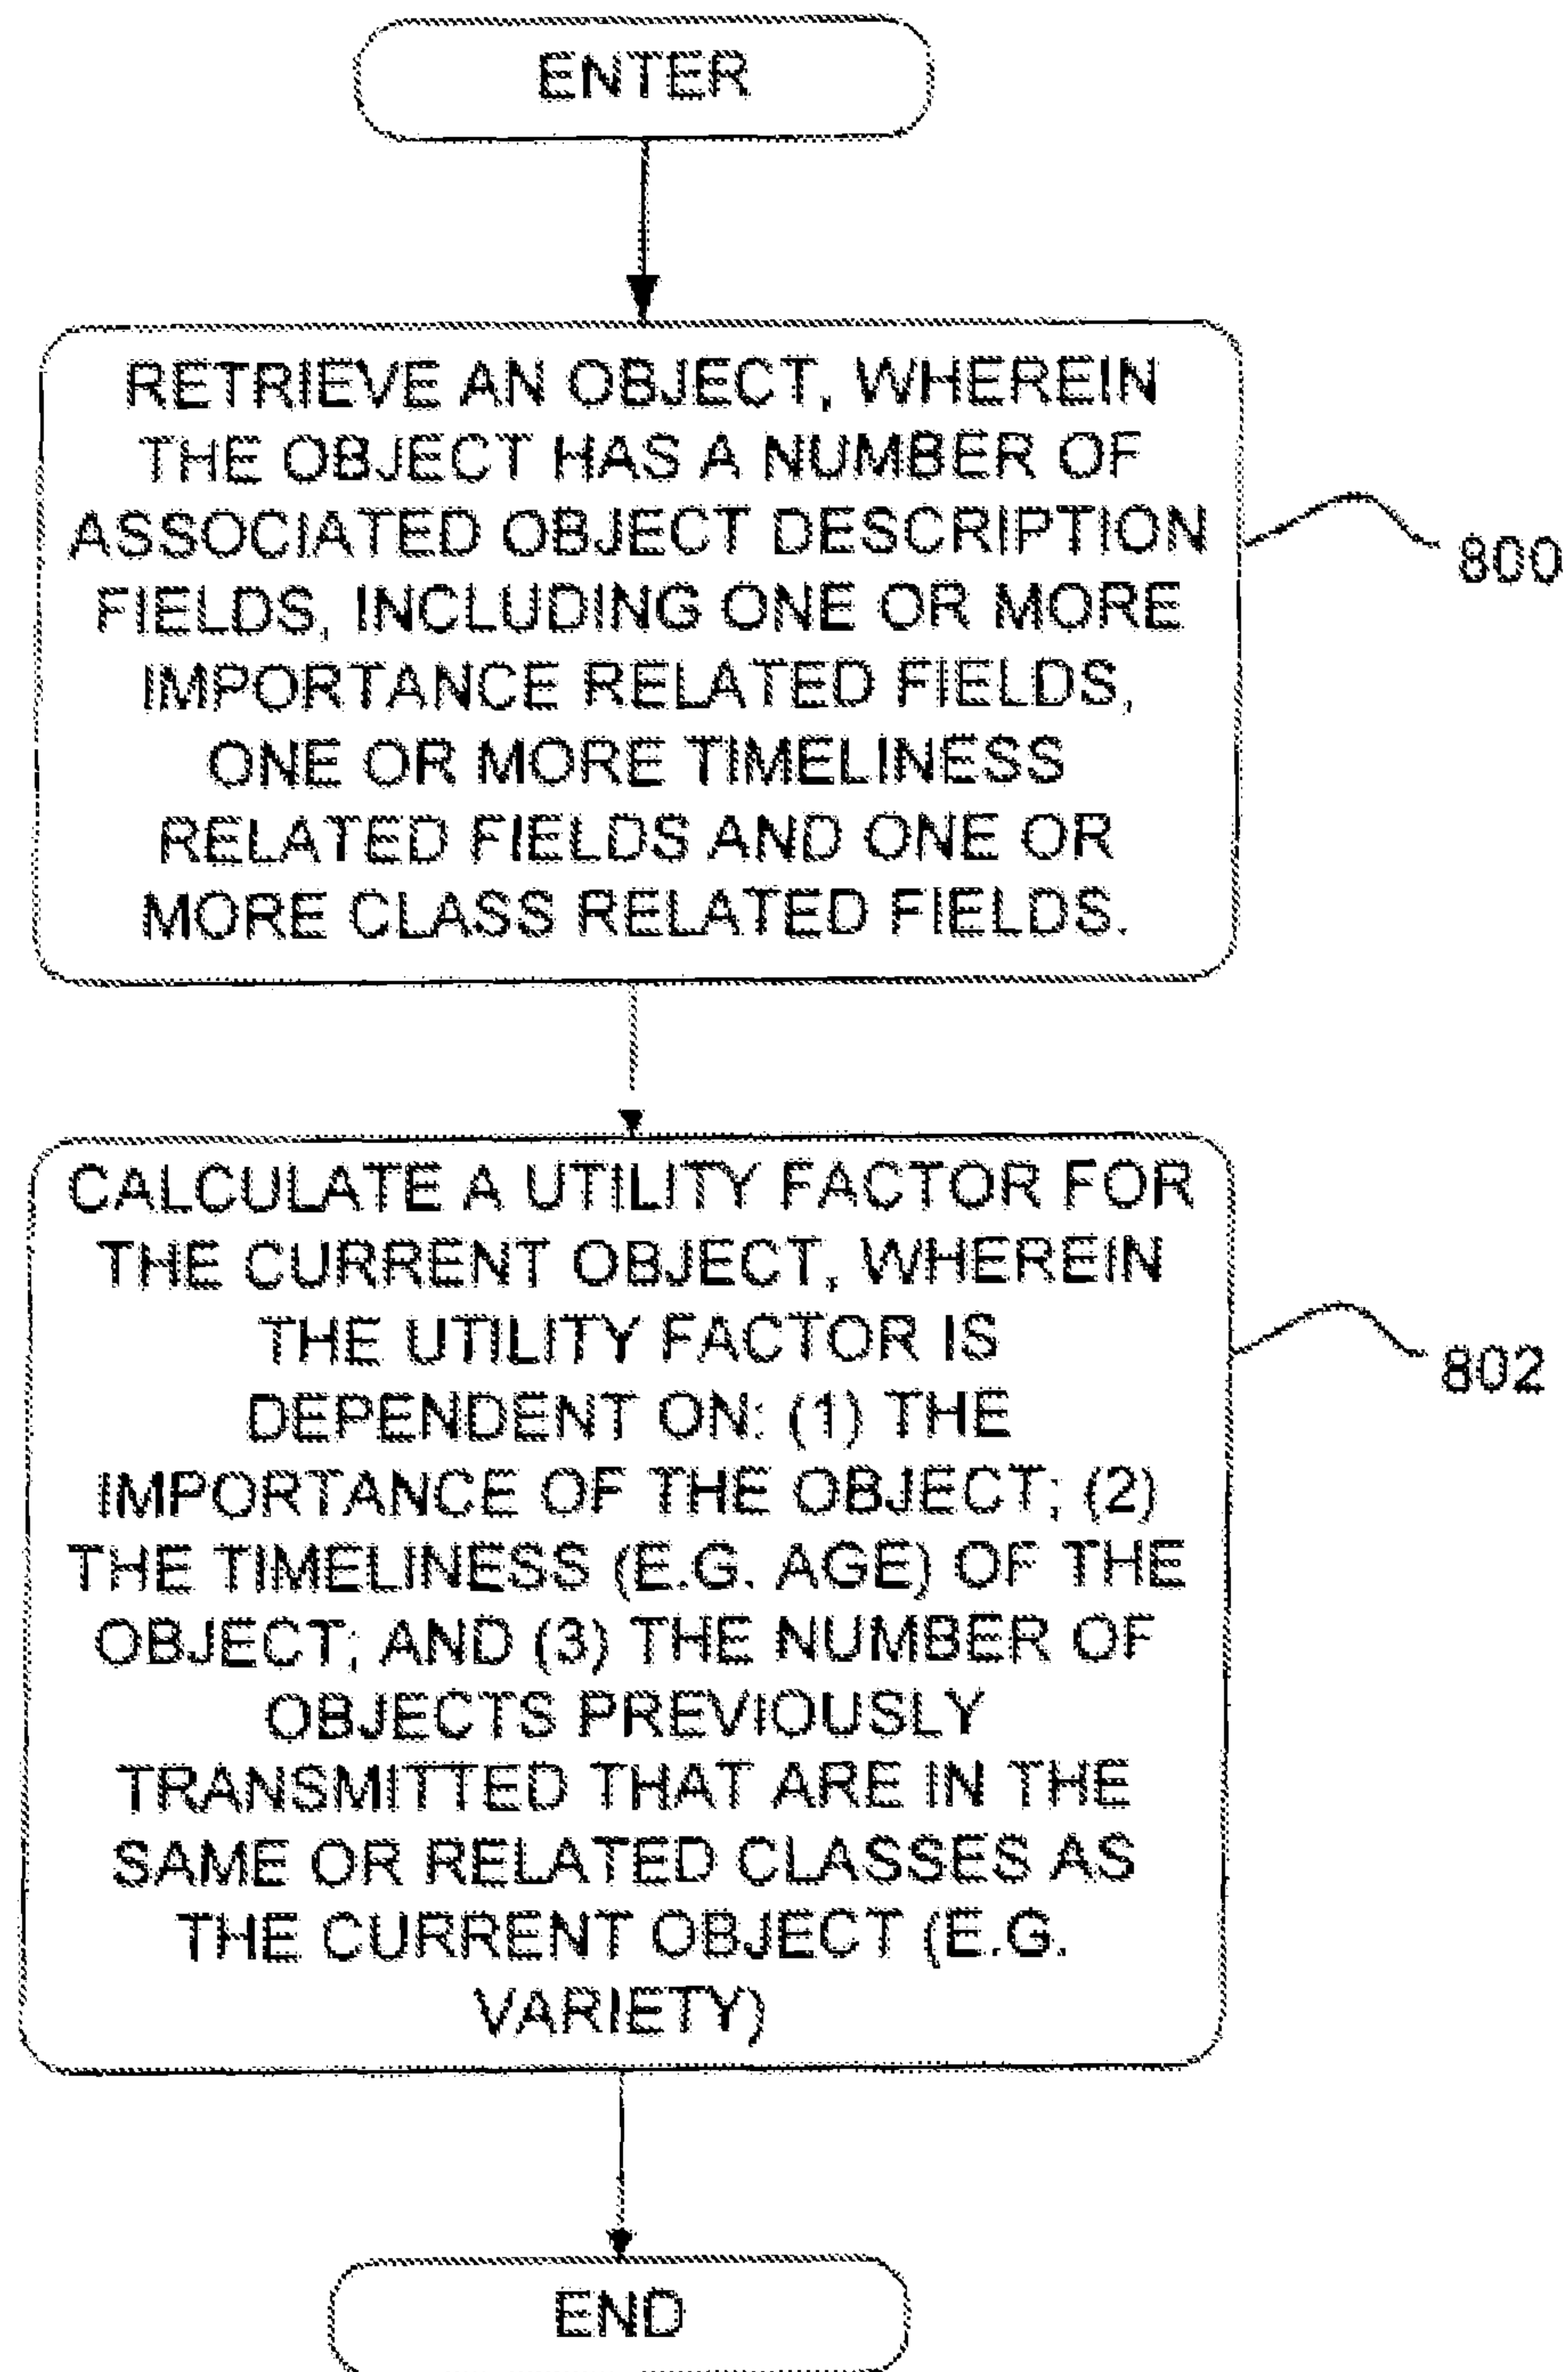 ENTER
RETRIEVE AN OBJECT, WHEREIN
THE OBJECT HAS A NUMBER OF
ASSOCIATED OBJECT DESCRIPTION
FIELDS, INCLUDING ONE OR MORE
IMPORTANCE RELATED FIELDS,
ONE OR MORE TIMELINESS
RELATED FIELDS AND ONE OR
MORE CLASS RELATED FIELDS.
800
CALCULATE A UTILITY FACTOR FOR
THE CURRENT OBJECT, WHEREIN
THE UTILITY FACTOR IS
DEPENDENT ON: (1) THE
IMPORTANCE OF THE OBJECT; (2)
THE TIMELINESS (E.G. AGE) OF THE
OBJECT; AND (3) THE NUMBER OF
OBJECTS PREVIOUSLY
TRANSMITTED THAT ARE IN THE
SAME OR RELATED CLASSES AS
THE CURRENT OBJECT (E.G.
VARIETY)
802
END